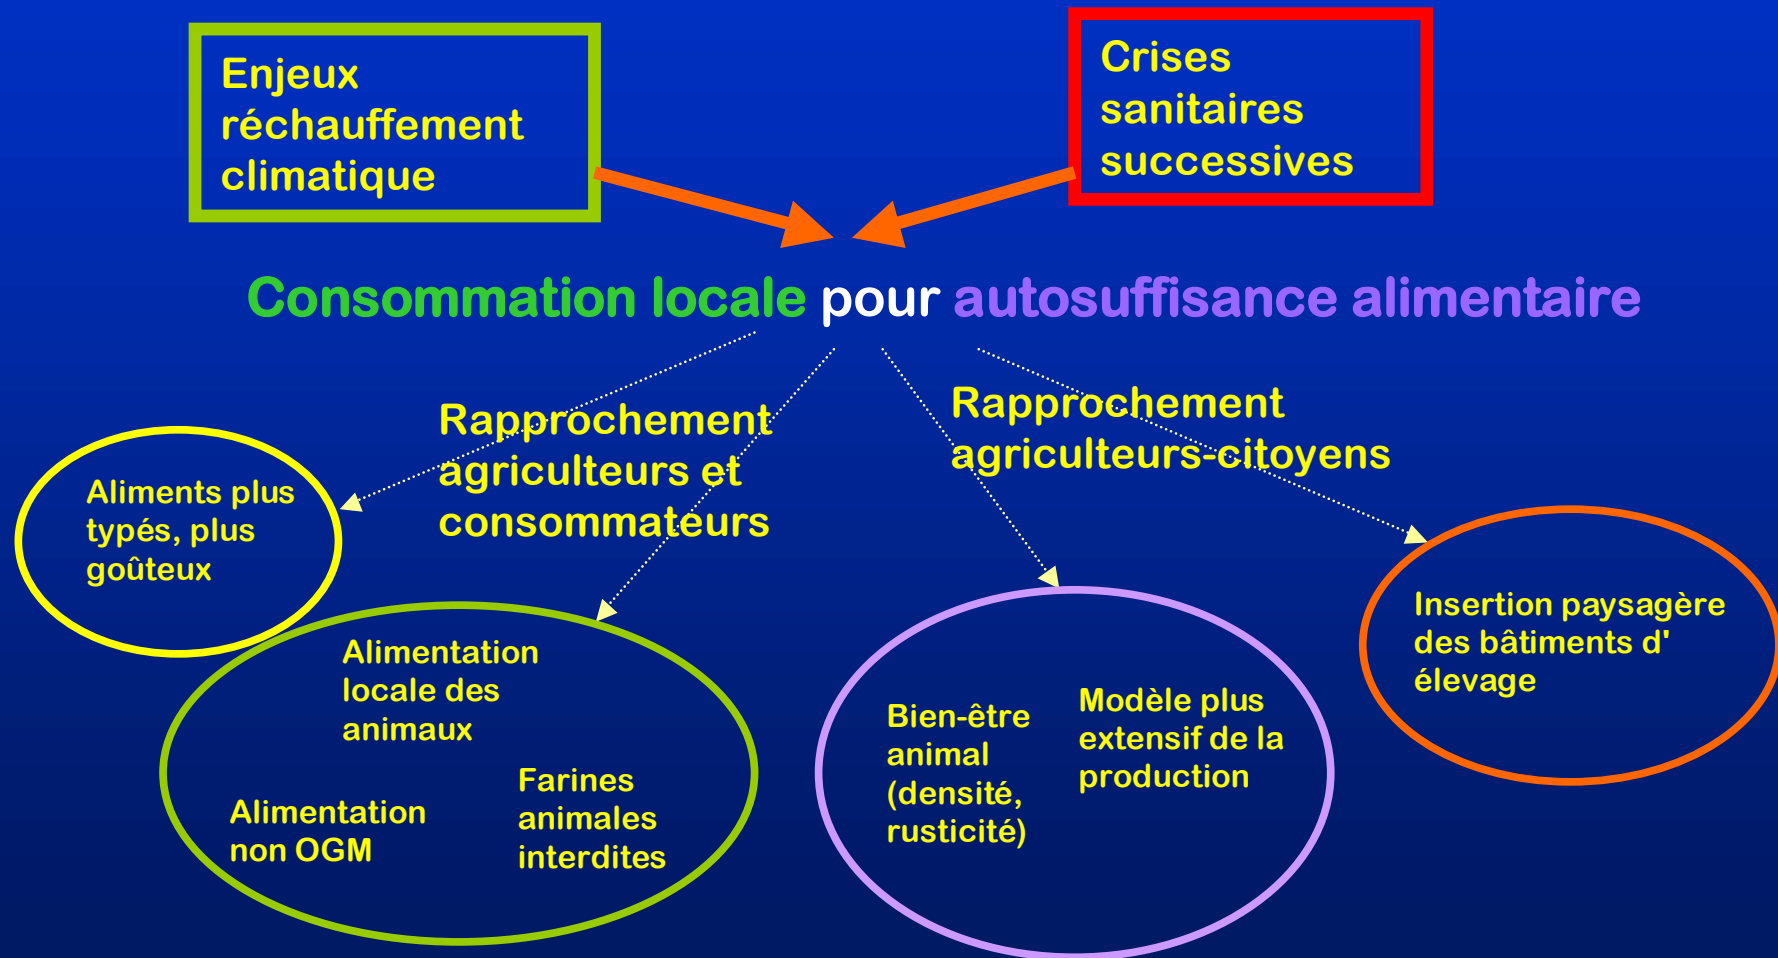 Enjeux
réchauffement
climatique
Crises
sanitaires
successives
Consommation locale pour autosuffisance alimentaire
Rapprochement
agriculteurs et
consommateurs
Rapprochement
agriculteurs-citoyens
Aliments plus
typés, plus
goûteux
Alimentation
locale des
animaux
Alimentation
non OGM
Farines
animales
interdites
Bien-être
animal
(densité,
rusticité)
Modèle plus
extensif de la
production
Insertion paysagère
des bâtiments d'
élevage